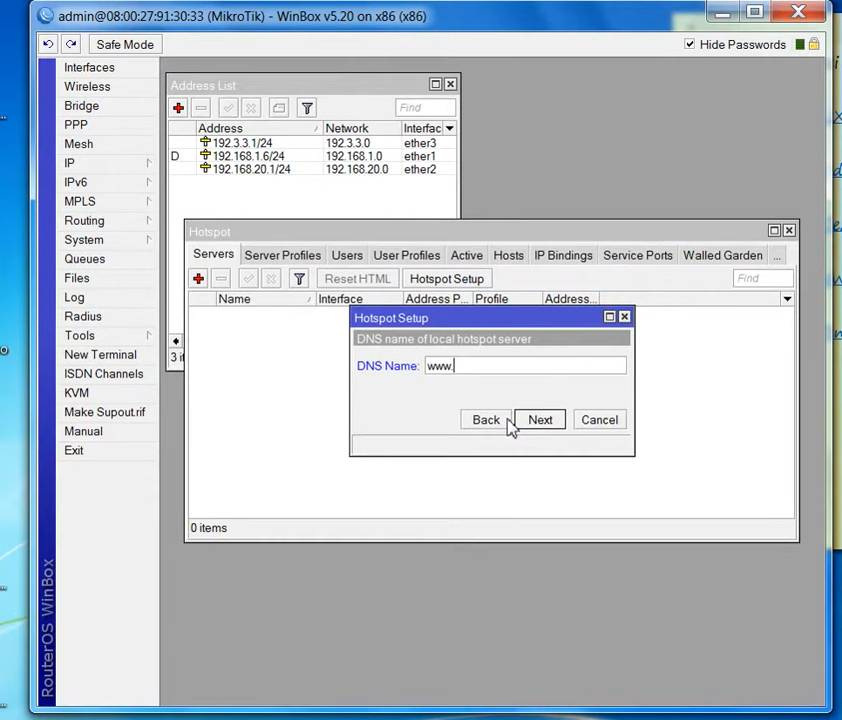 admin@08:00:27:91:30:33 (MikroTik) - WinBox v5.20 on x86 (x86)
Safe Mode
Hide Passwords
Interfaces
Wireless
Bridge
PPP
Mesh
IP
IPv6
MPLS
Routing
System
Queues
Files
Log
Radius
Tools
New Terminal
ISDN Channels
KVM
Make Supout.rif
Manual
Exit
RouterOS WinBox
Address List
Find
Address Network Interfac
192.3.3.1/24 192.3.3.0 ether3
D 192.168.1.6/24 192.168.1.0 ether1
192.168.20.1/24 192.168.20.0 ether2
Hotspot
Servers Server Profiles Users User Profiles Active Hosts IP Bindings Service Ports Walled Garden ...
Reset HTML Hotspot Setup Find
Name Interface Address P... Profile Address...
Hotspot Setup
DNS name of local hotspot server
DNS Name: www.
Back Next Cancel
0 items